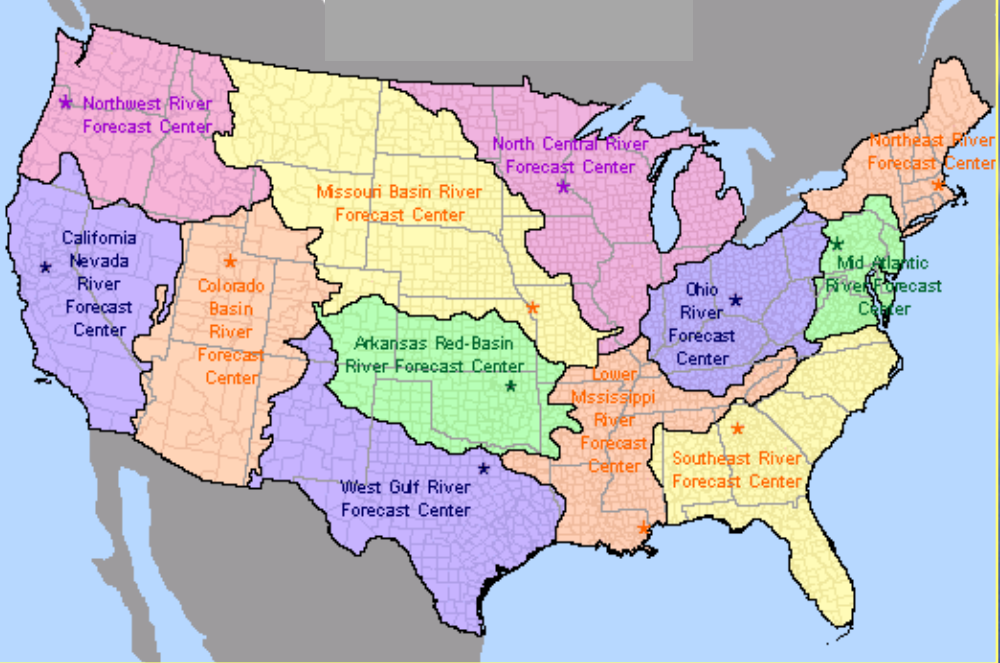 Northwest River
Forecast Center
North Central River
Forecast Center
Northeast River
Forecast Center
Missouri Basin River
Forecast Center
California
Nevada
River
Forecast
Center
Colorado
Basin
River
Forecast
Center
Ohio
River
Forecast
Center
Mid Atlantic
River Forecast
Center
Arkansas Red-Basin
River Forecast Center
Lower
Mssissippi
River
Forecast
Center
Southeast River
Forecast Center
West Gulf River
Forecast Center